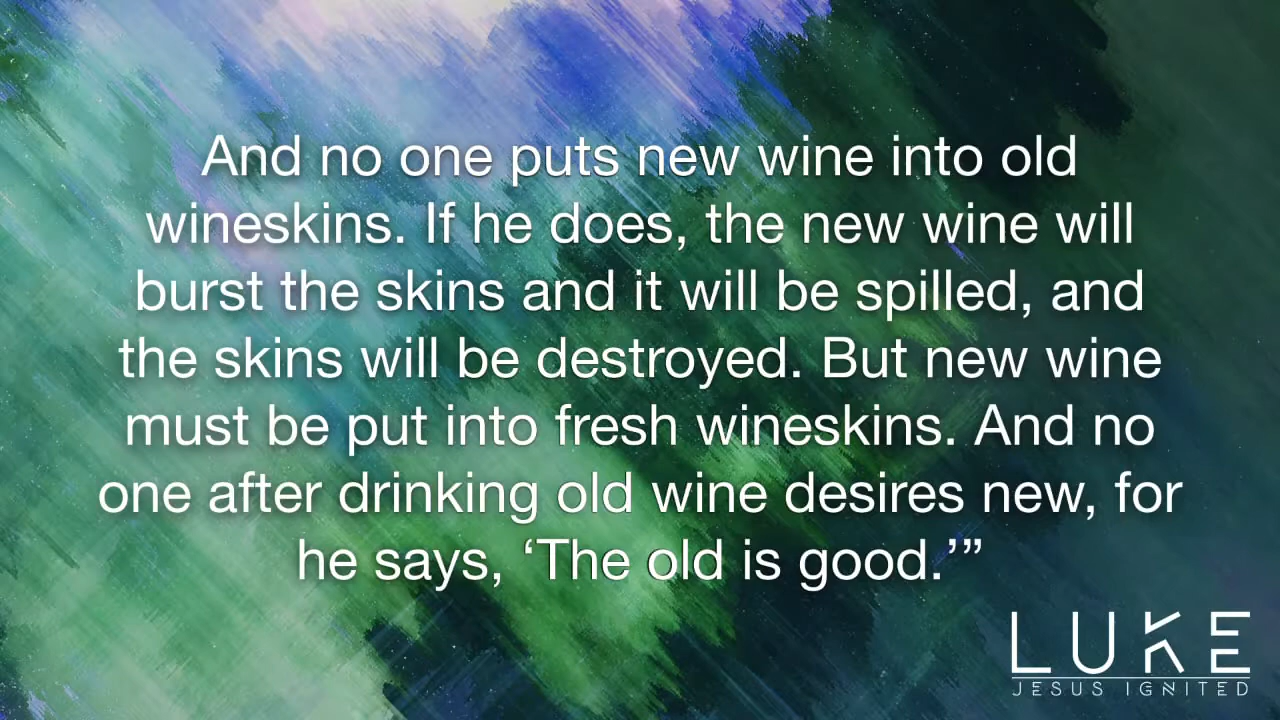 And no one puts new wine into old
wineskins. If he does, the new wine will
burst the skins and it will be spilled, and
the skins will be destroyed. But new wine
must be put into fresh wineskins. And no
one after drinking old wine desires new, for
he says, ‘The old is good.’”
LUKE
JESUS IGNITED